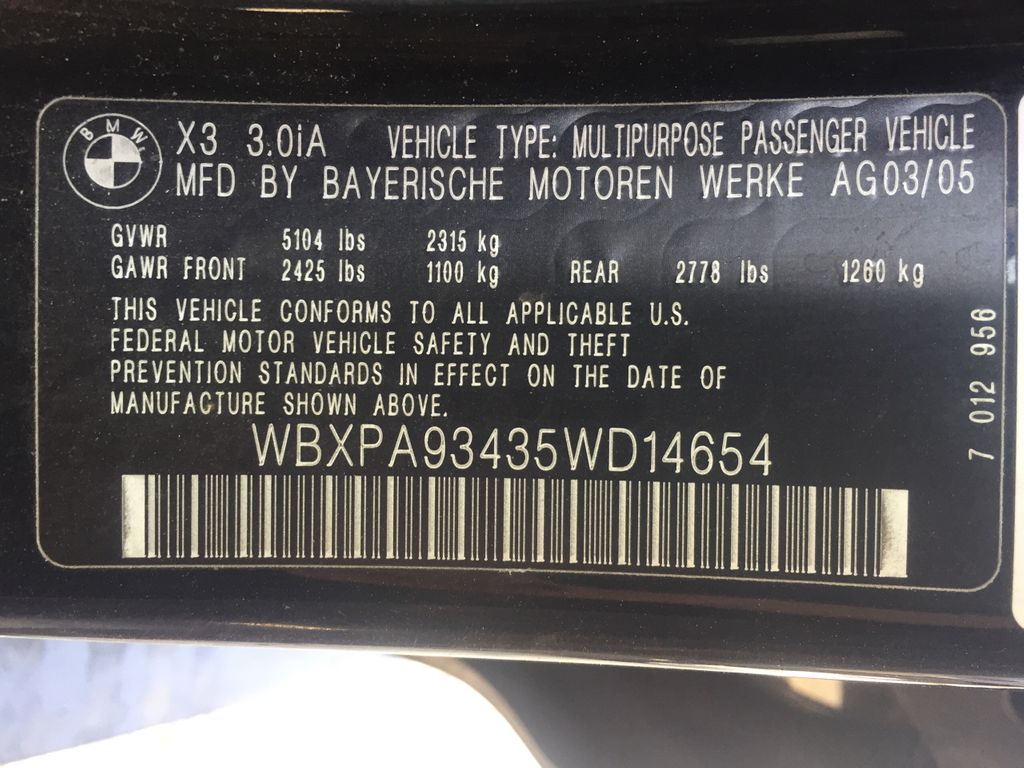 BMW
X3 3.0iA VEHICLE TYPE: MULTIPURPOSE PASSENGER VEHICLE
MFD BY BAYERISCHE MOTOREN WERKE AG03/05
GVWR 5104 lbs 2315 kg
GAWR FRONT 2425 lbs 1100 kg REAR 2778 lbs 1260 kg
THIS VEHICLE CONFORMS TO ALL APPLICABLE U.S.
FEDERAL MOTOR VEHICLE SAFETY AND THEFT
PREVENTION STANDARDS IN EFFECT ON THE DATE OF
MANUFACTURE SHOWN ABOVE.
WBXPA93435WD14654
7 012 956